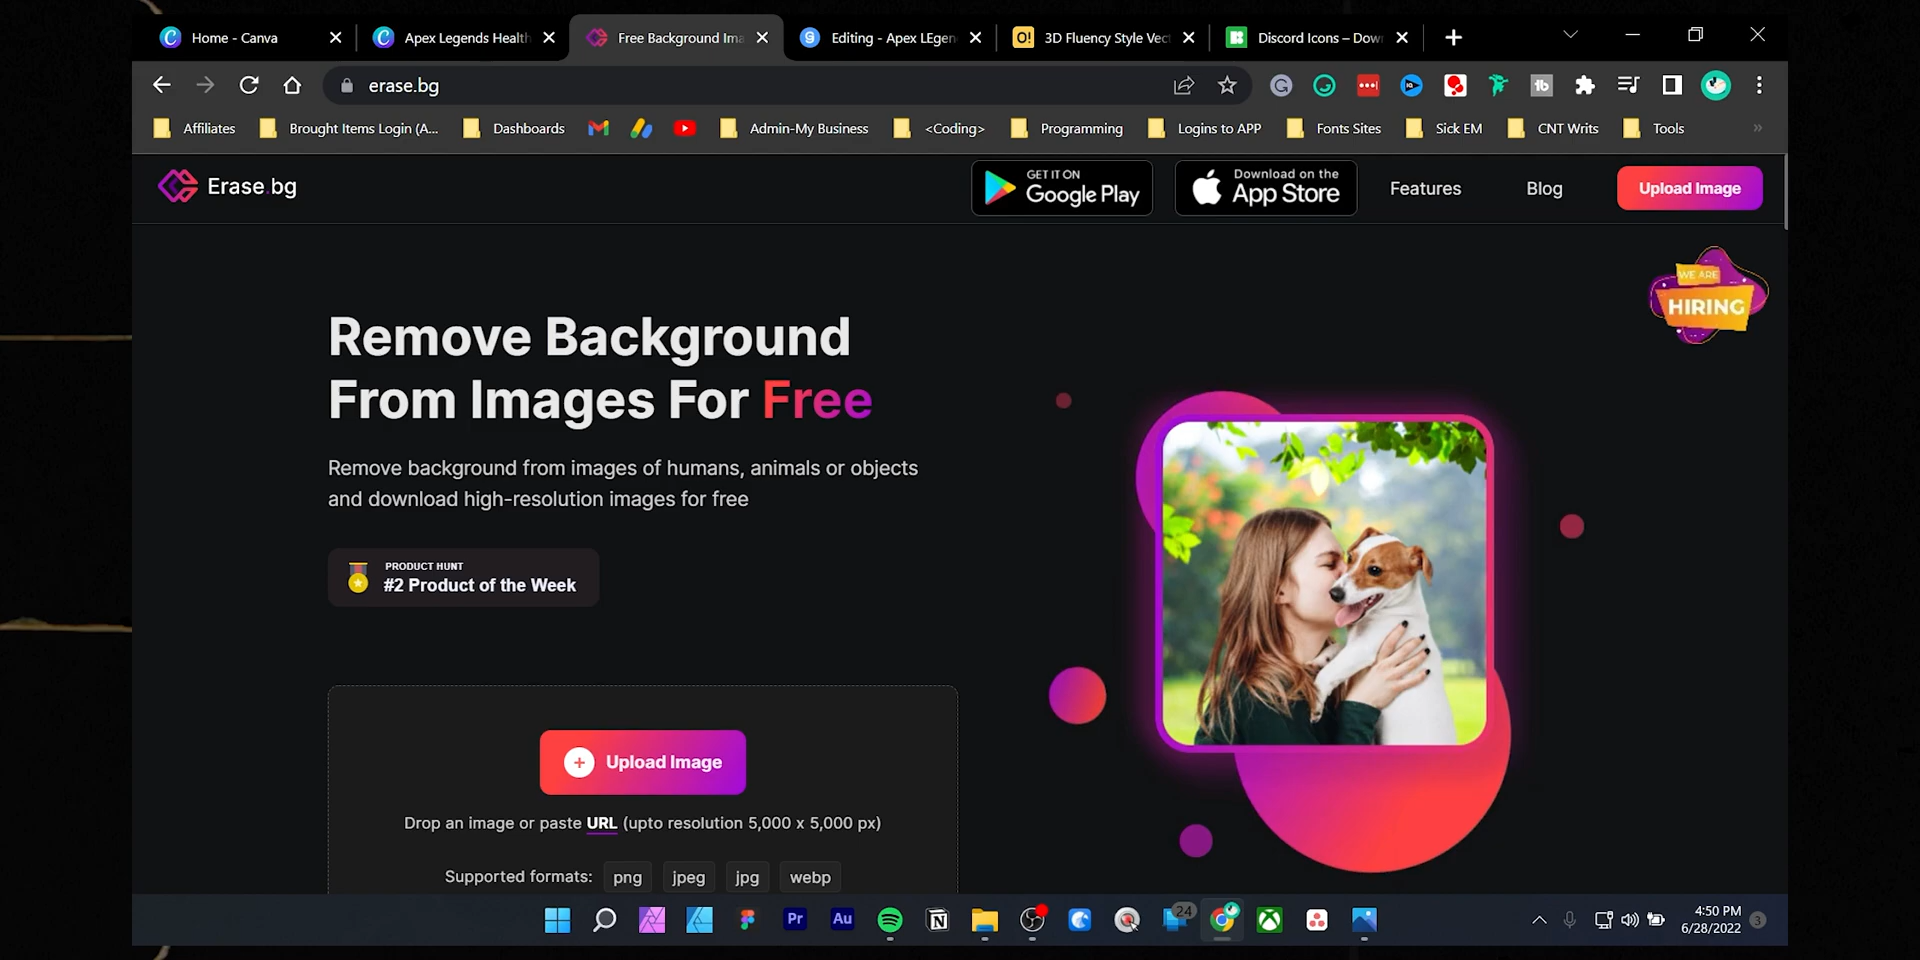 Home - Canva
Apex Legends Health
Free Background Ima
Editing - Apex LEgen
3D Fluency Style Vect
Discord Icons – Dow
erase.bg
Affiliates
Brought Items Login (A...
Dashboards
Admin-My Business
<Coding>
Programming
Logins to APP
Fonts Sites
Sick EM
CNT Writs
Tools
»
Erase.bg
GET IT ON
Google Play
Download on the
App Store
Features
Blog
Upload Image
WE ARE
HIRING
Remove Background
From Images For Free
Remove background from images of humans, animals or objects
and download high-resolution images for free
PRODUCT HUNT
#2 Product of the Week
Upload Image
Drop an image or paste URL (upto resolution 5,000 x 5,000 px)
Supported formats: png jpeg jpg webp
Pr
Au
24
4:50 PM
6/28/2022
3